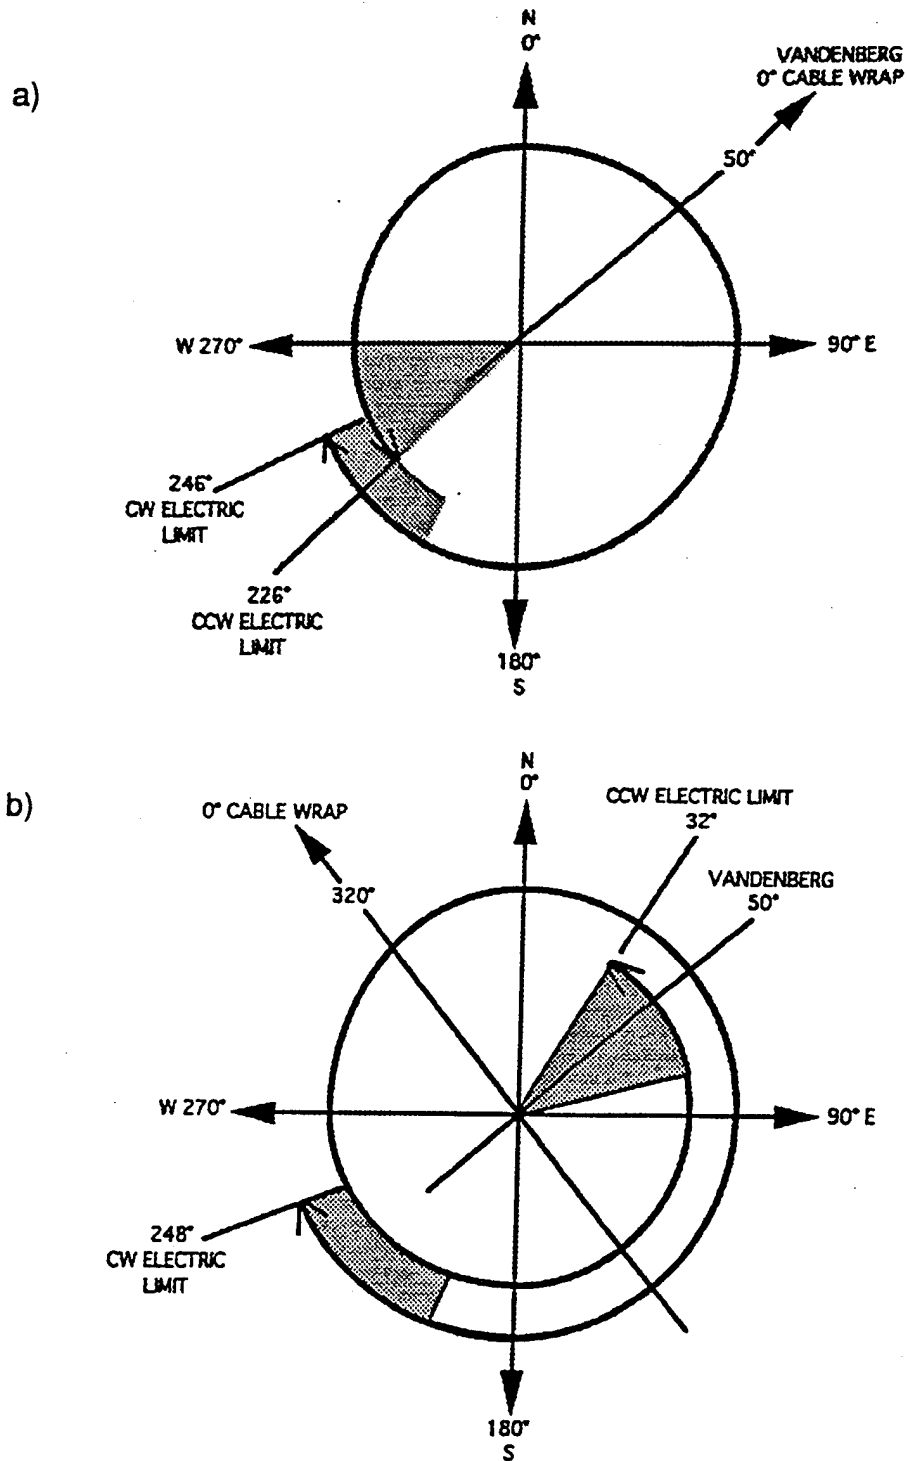 a)
N
0°
VANDENBERG
0° CABLE WRAP
50°
W 270°
90° E
246°
CW ELECTRIC
LIMIT
226°
CCW ELECTRIC
LIMIT
180°
S
b)
N
0°
0° CABLE WRAP
CCW ELECTRIC LIMIT
32°
320°
VANDENBERG
50°
W 270°
90° E
248°
CW ELECTRIC
LIMIT
180°
S